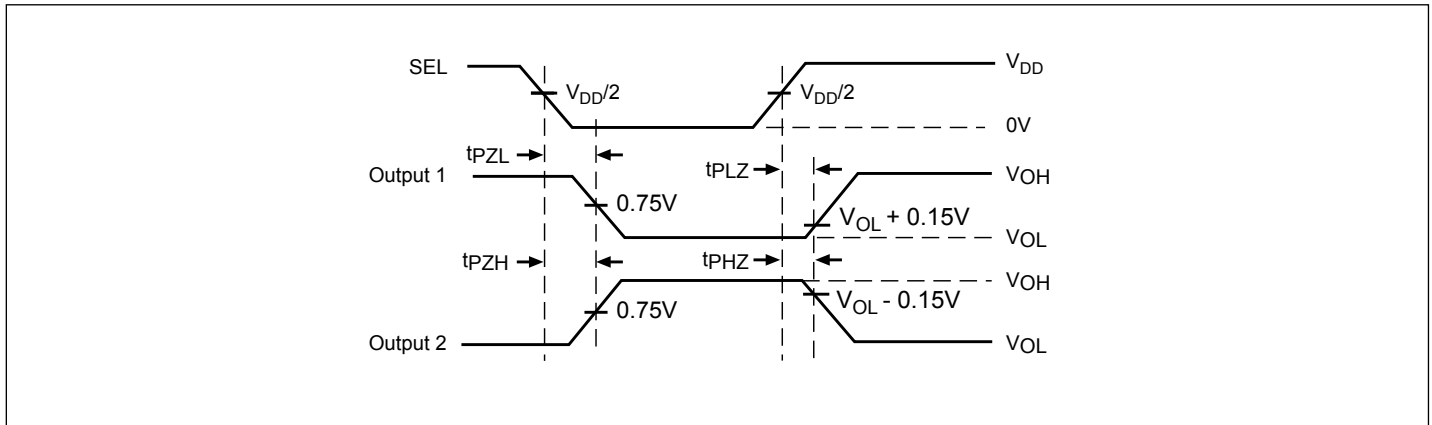 SEL
VDD
VDD/2
VDD/2
0V
tPZL
tPLZ
Output 1
VOH
0.75V
VOL + 0.15V
VOL
tPZH
tPHZ
VOH
VOL - 0.15V
0.75V
Output 2
VOL